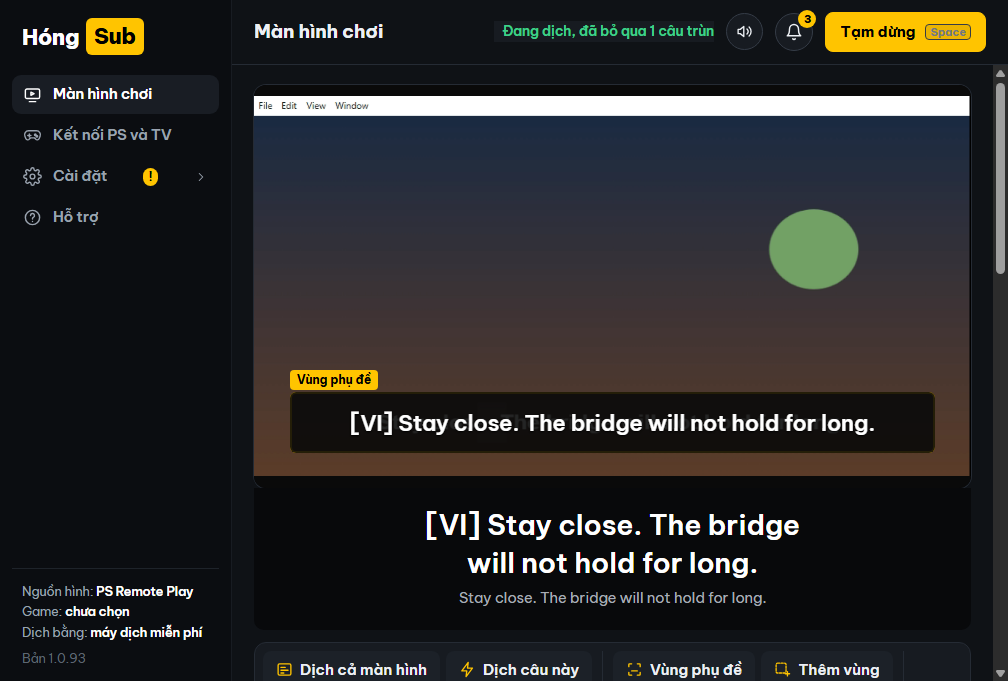 Hóng Sub
Màn hình chơi
Kết nối PS và TV
Cài đặt !
Hỗ trợ
Nguồn hình: PS Remote Play
Game: chưa chọn
Dịch bằng: máy dịch miễn phí
Bản 1.0.93
Màn hình chơi
Đang dịch, đã bỏ qua 1 câu trùn
3
Tạm dừng Space
File Edit View Window
Vùng phụ đề
[VI] Stay close. The bridge will not hold for long.
[VI] Stay close. The bridge
will not hold for long.
Stay close. The bridge will not hold for long.
Dịch cả màn hình
Dịch câu này
Vùng phụ đề
Thêm vùng